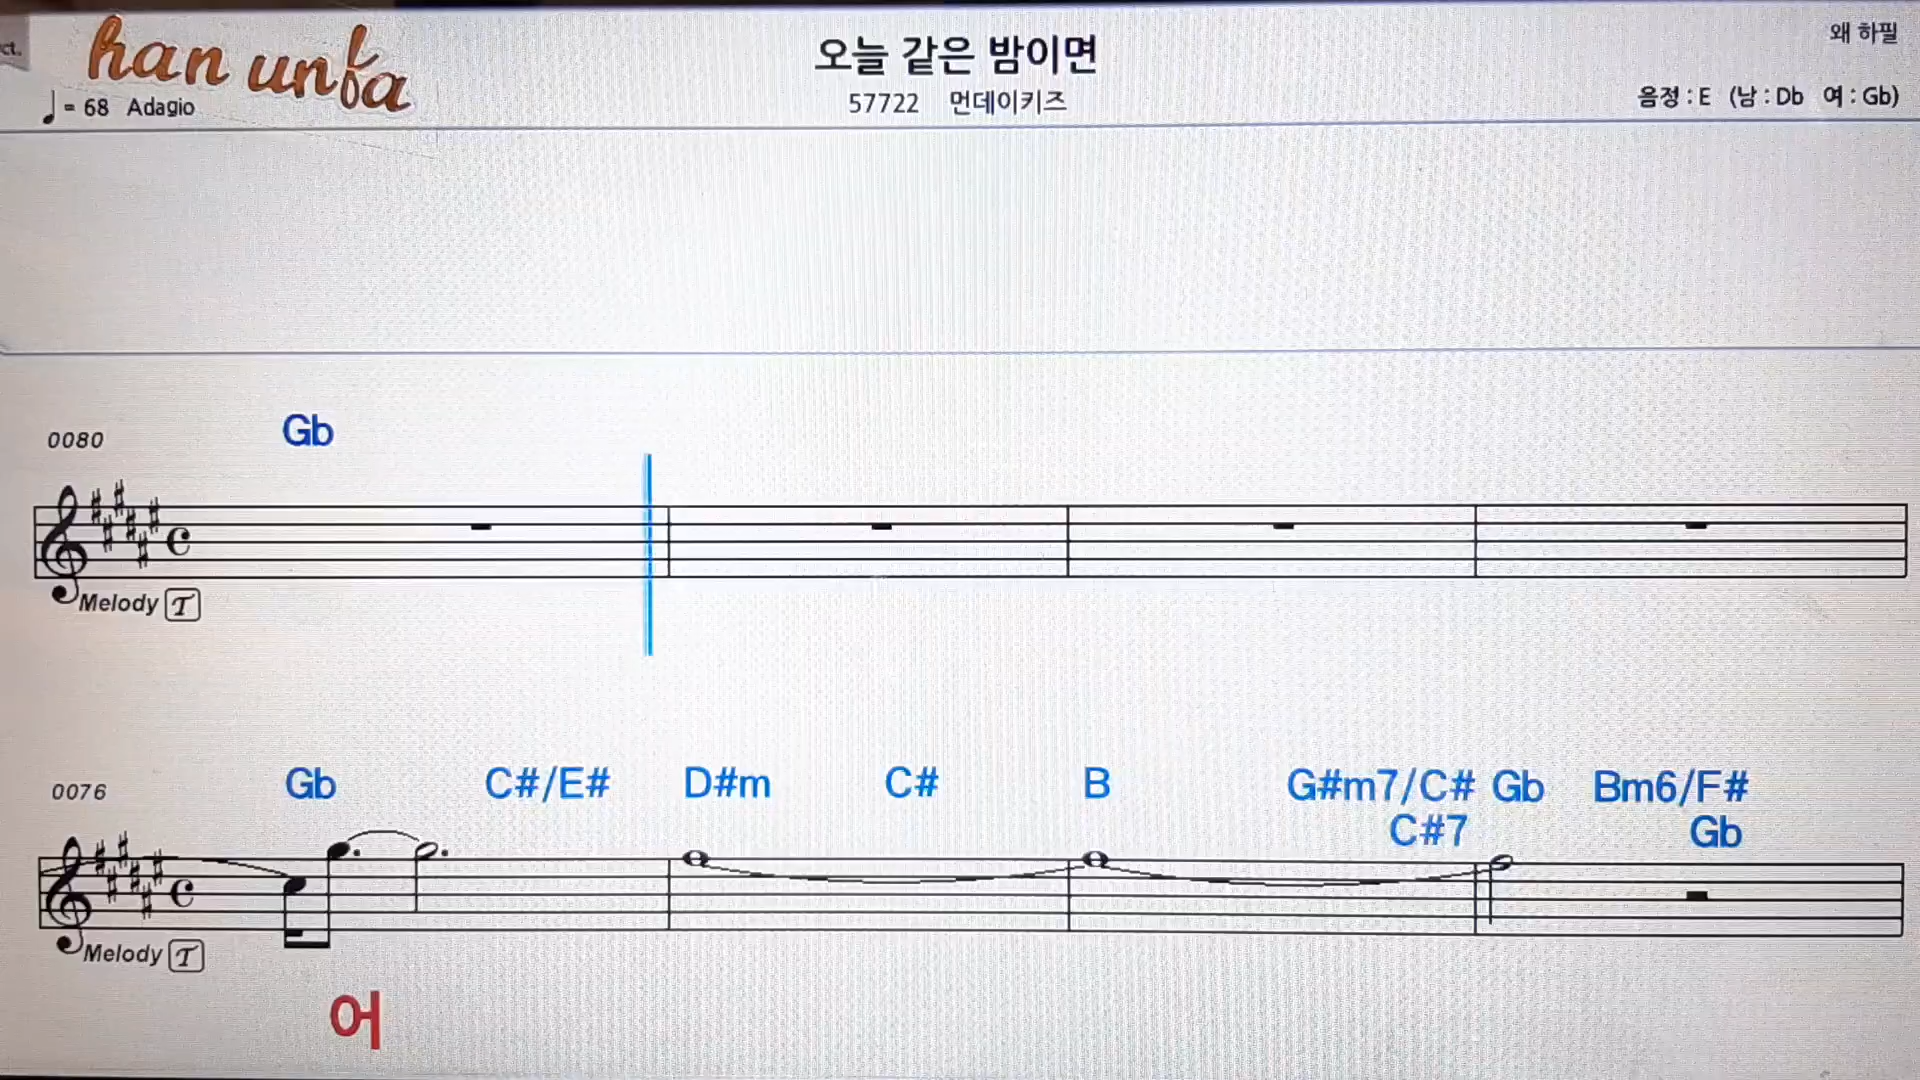 ct.
han unfa
오늘 같은 밤이면
왜 하필
= 68 Adagio
57722 먼데이키즈
음정 : E (남 : Db 여 : Gb)
0080
Gb
Melody T
0076
Gb C#/E# D#m C# B G#m7/C# Gb Bm6/F#
C#7 Gb
Melody T
어